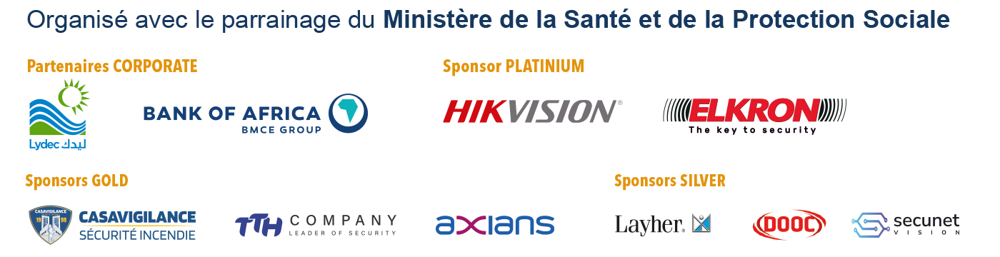 Organisé avec le parrainage du Ministère de la Santé et de la Protection Sociale
Partenaires CORPORATE
Sponsor PLATINIUM
Lydec ليدك
BANK OF AFRICA
BMCE GROUP
HIKVISION®
ELKRON
The key to security
Sponsors GOLD
Sponsors SILVER
CASAVIGILANCE
19 98
CASAVIGILANCE
SÉCURITÉ INCENDIE
TTH COMPANY
LEADER OF SECURITY
axians
Layher®
DOOC
secunet
VISION